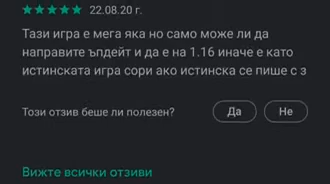 22.08.20 г.
Тази игра е мега яка но само може ли да
направите ъпдейт и да е на 1.16 иначе е като
истинската игра сори ако истинска се пише с з
Този отзив беше ли полезен?
Да
Не
Вижте всички отзиви